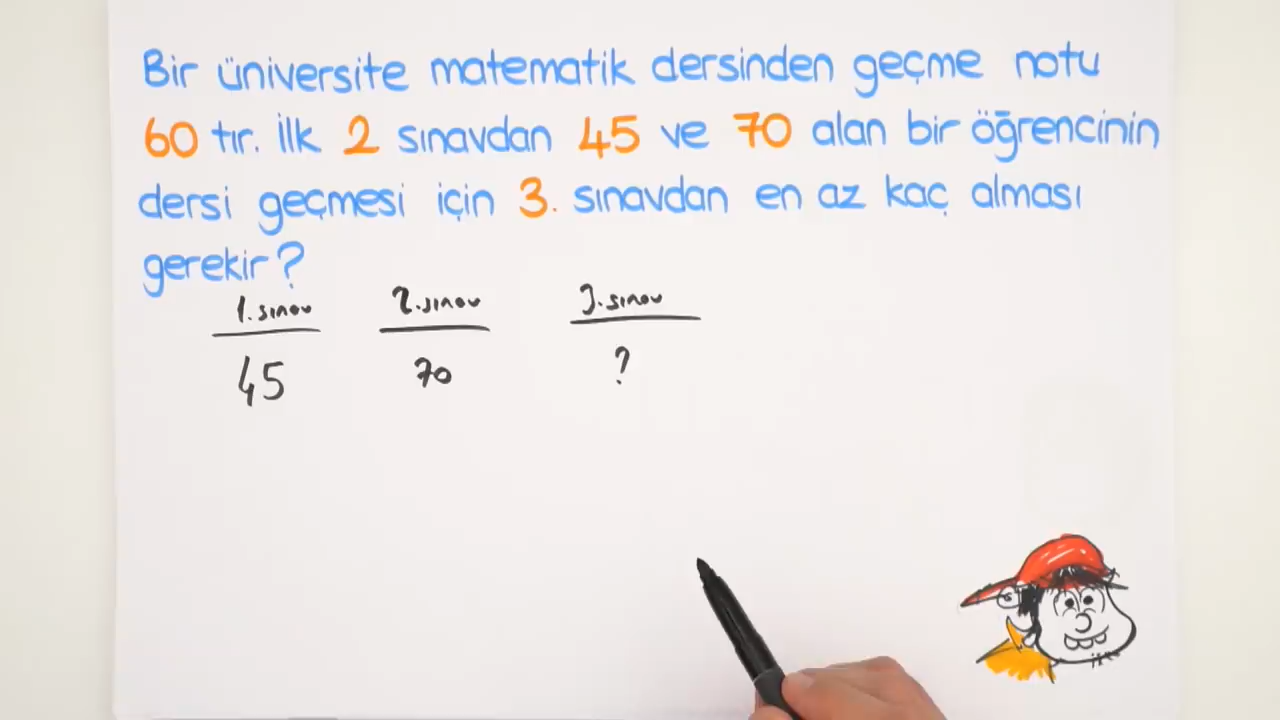 Bir üniversite matematik dersinden geçme notu
60 tır. İlk 2 sınavdan 45 ve 70 alan bir öğrencinin
dersi geçmesi için 3. sınavdan en az kaç alması
gerekir?
1. sınav 2. sınav 3. sınav
45 70 ?